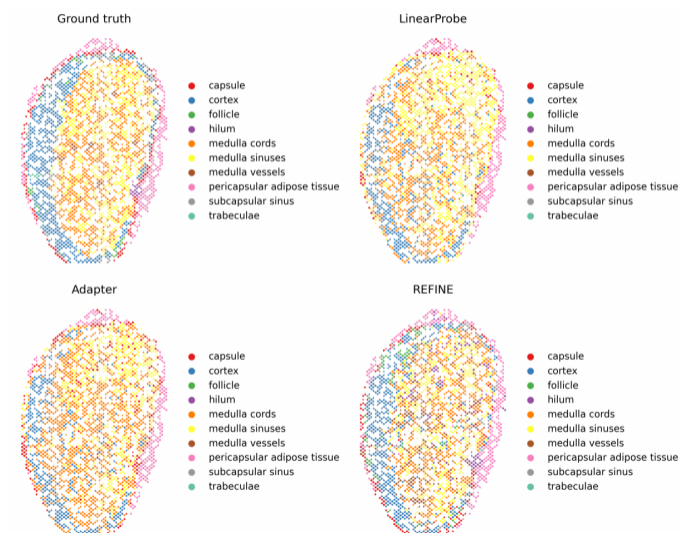 Ground truth
capsule
cortex
follicle
hilum
medulla cords
medulla sinuses
medulla vessels
pericapsular adipose tissue
subcapsular sinus
trabeculae
LinearProbe
capsule
cortex
follicle
hilum
medulla cords
medulla sinuses
medulla vessels
pericapsular adipose tissue
subcapsular sinus
trabeculae
Adapter
capsule
cortex
follicle
hilum
medulla cords
medulla sinuses
medulla vessels
pericapsular adipose tissue
subcapsular sinus
trabeculae
REFINE
capsule
cortex
follicle
hilum
medulla cords
medulla sinuses
medulla vessels
pericapsular adipose tissue
subcapsular sinus
trabeculae